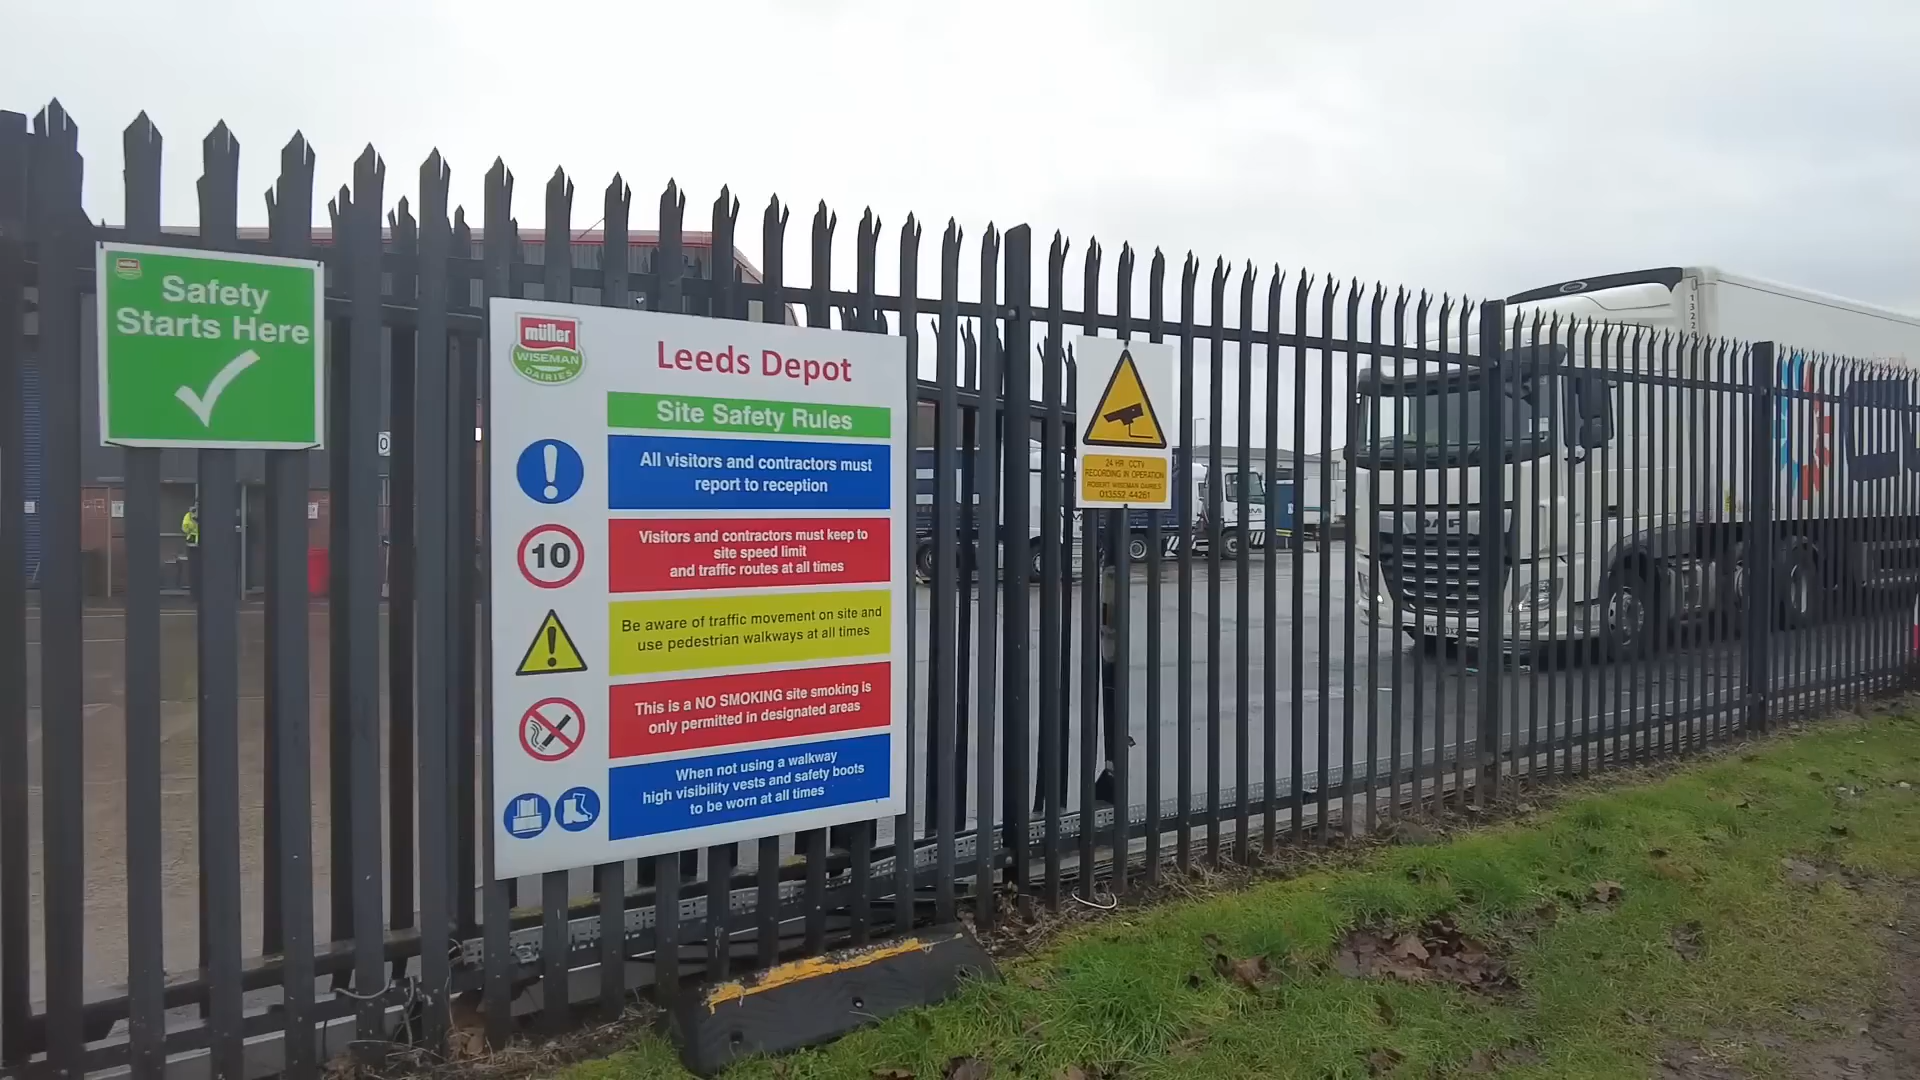 müller
Safety
Starts Here
müller
WISEMAN
DAIRIES
Leeds Depot
Site Safety Rules
All visitors and contractors must
report to reception
10
Visitors and contractors must keep to
site speed limit
and traffic routes at all times
Be aware of traffic movement on site and
use pedestrian walkways at all times
This is a NO SMOKING site smoking is
only permitted in designated areas
When not using a walkway
high visibility vests and safety boots
to be worn at all times
24 HR CCTV
RECORDING IN OPERATION
ROBERT WISEMAN DAIRIES
013552 44261
DAF